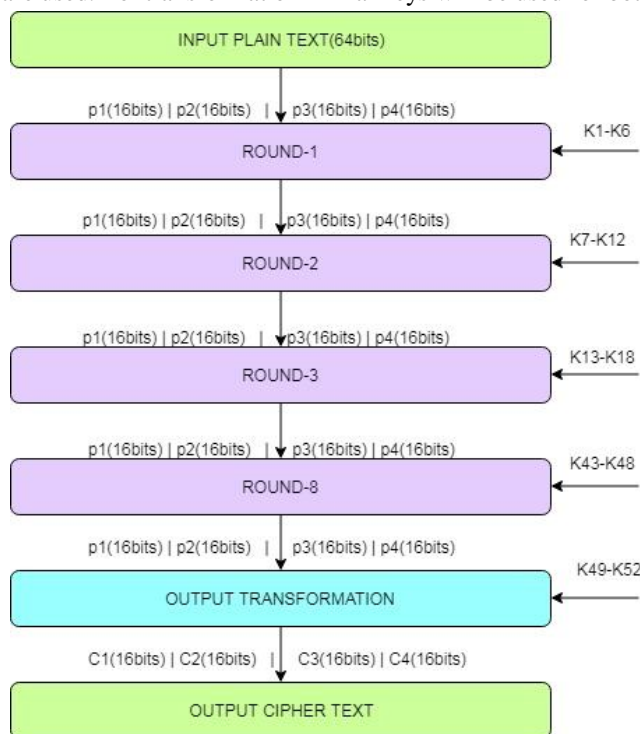 INPUT PLAIN TEXT(64bits)
p1(16bits) | p2(16bits) | p3(16bits) | p4(16bits)
K1-K6
ROUND-1
p1(16bits) | p2(16bits) | p3(16bits) | p4(16bits)
K7-K12
ROUND-2
p1(16bits) | p2(16bits) | p3(16bits) | p4(16bits)
K13-K18
ROUND-3
p1(16bits) | p2(16bits) | p3(16bits) | p4(16bits)
K43-K48
ROUND-8
p1(16bits) | p2(16bits) | p3(16bits) | p4(16bits)
K49-K52
OUTPUT TRANSFORMATION
C1(16bits) | C2(16bits) | C3(16bits) | C4(16bits)
OUTPUT CIPHER TEXT